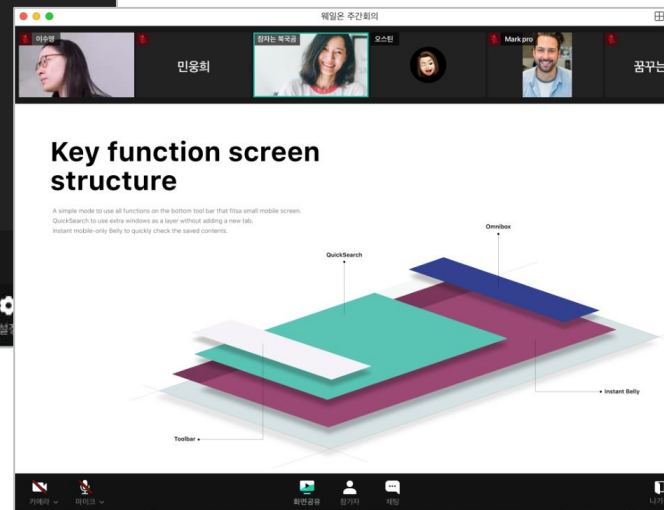 웨일온 주간회의
이수영
민웅희
잠자는 북국곰
오스틴
Mark pro
꿈꾸는
Key function screen
structure
A simple mode to use all functions on the bottom tool bar that fitsa small mobile screen.
QuickSearch to use extra windows as a layer without adding a new tab.
Instant mobile-only Belly to quickly check the saved contents.
Omnibox
QuickSearch
Instant Belly
Toolbar
카메라
마이크
화면공유
참가자
채팅